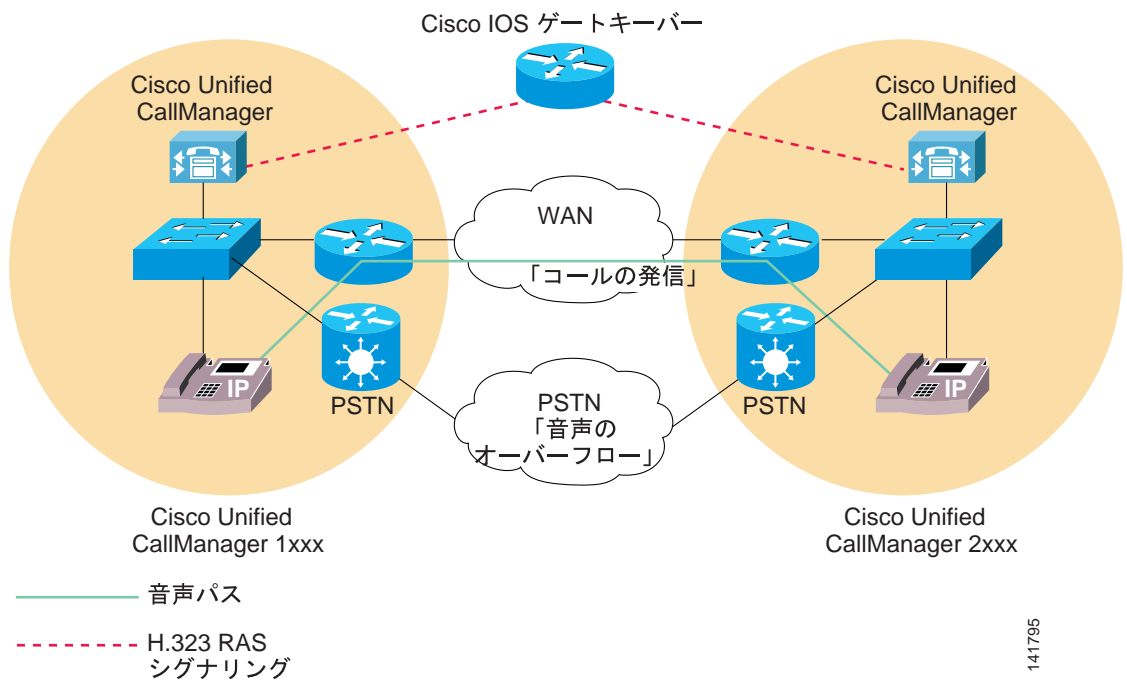 Cisco IOS ゲートキーパー
Cisco Unified
CallManager
Cisco Unified
CallManager
WAN
「コールの発信」
IP
PSTN
PSTN
「音声の
オーバーフロー」
PSTN
IP
Cisco Unified
CallManager 1xxx
Cisco Unified
CallManager 2xxx
音声パス
H.323 RAS
シグナリング
141795